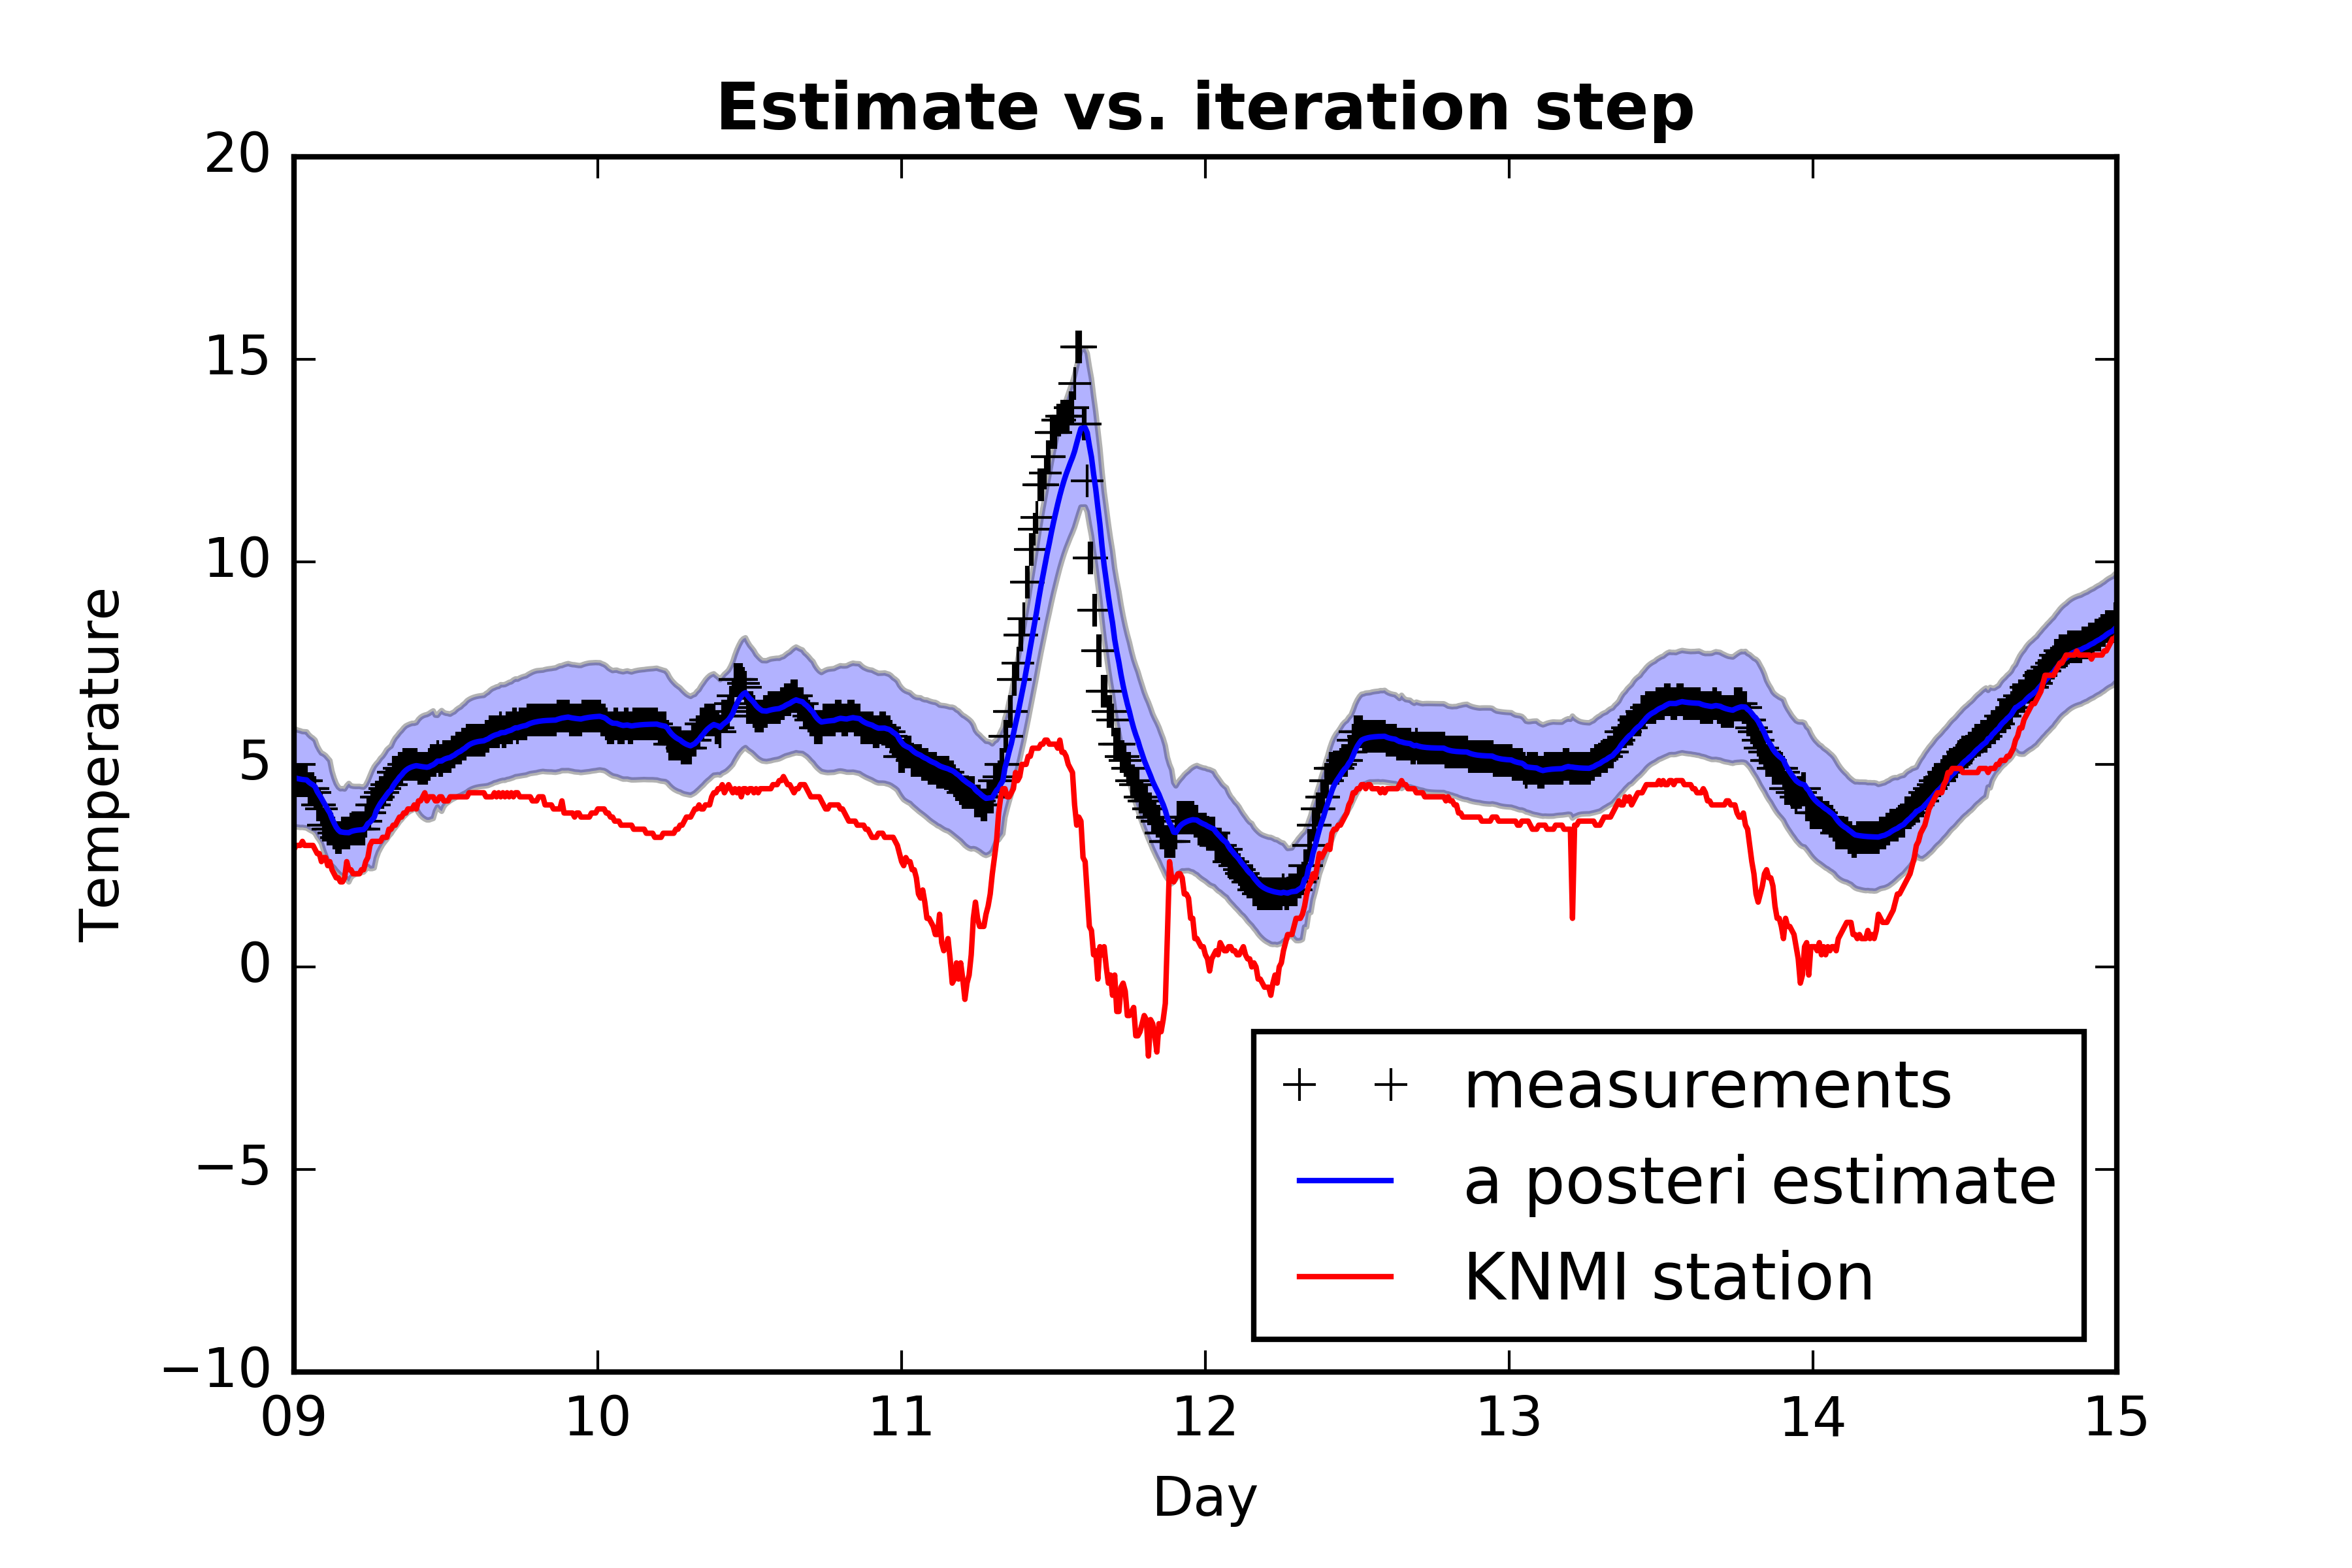 Estimate vs. iteration step
20
15
10
5
0
−5
−10
Temperature
measurements
a posteri estimate
KNMI station
09 10 11 12 13 14 15
Day